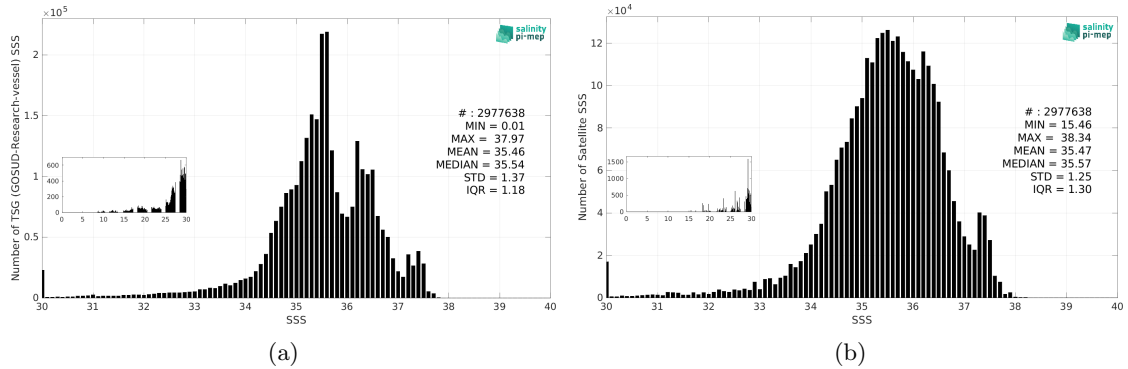 ×10⁵
Number of TSG (GOSUD-Research-vessel) SSS
2
1.5
1
0.5
0
salinity
pi-mep
# : 2977638
MIN = 0.01
MAX = 37.97
MEAN = 35.46
MEDIAN = 35.54
STD = 1.37
IQR = 1.18
600
400
200
0
0 5 10 15 20 25 30
30 31 32 33 34 35 36 37 38 39 40
SSS
(a)
×10⁴
Number of Satellite SSS
12
10
8
6
4
2
0
salinity
pi-mep
# : 2977638
MIN = 15.46
MAX = 38.34
MEAN = 35.47
MEDIAN = 35.57
STD = 1.25
IQR = 1.30
1500
1000
500
0
0 5 10 15 20 25 30
30 31 32 33 34 35 36 37 38 39 40
SSS
(b)